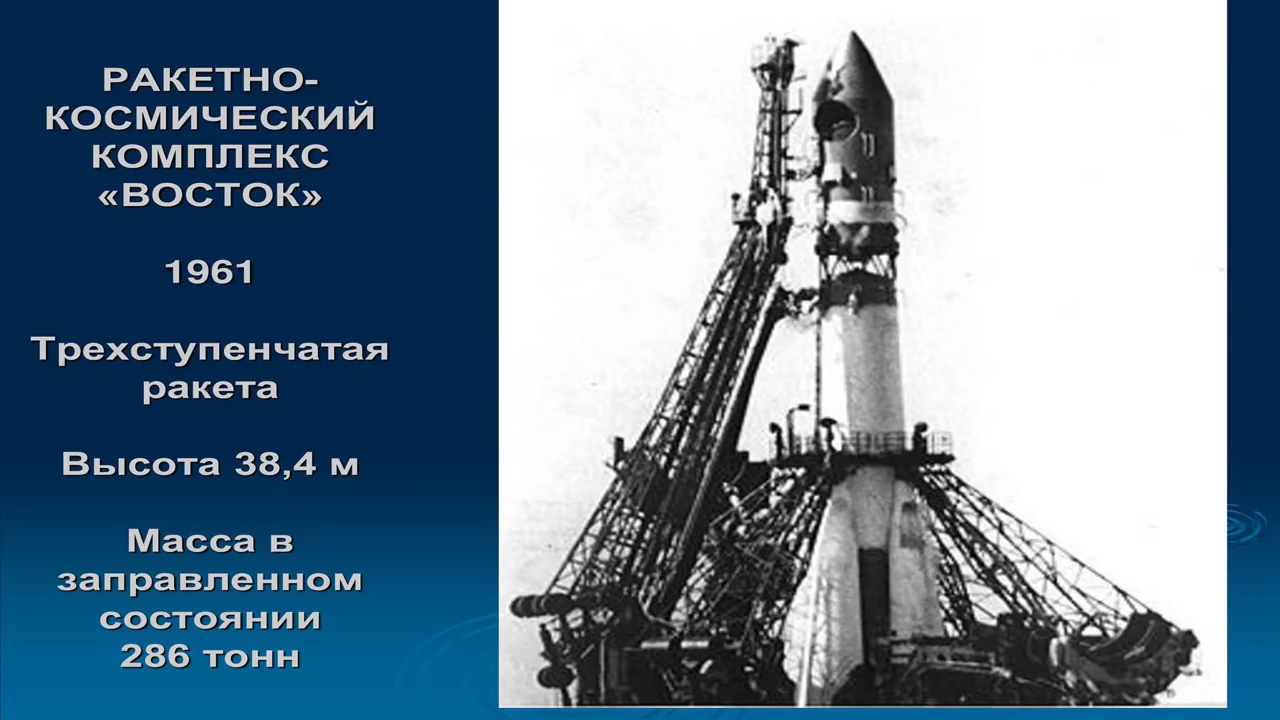 РАКЕТНО-
КОСМИЧЕСКИЙ
КОМПЛЕКС
«ВОСТОК»
1961
Трехступенчатая
ракета
Высота 38,4 м
Масса в
заправленном
состоянии
286 тонн